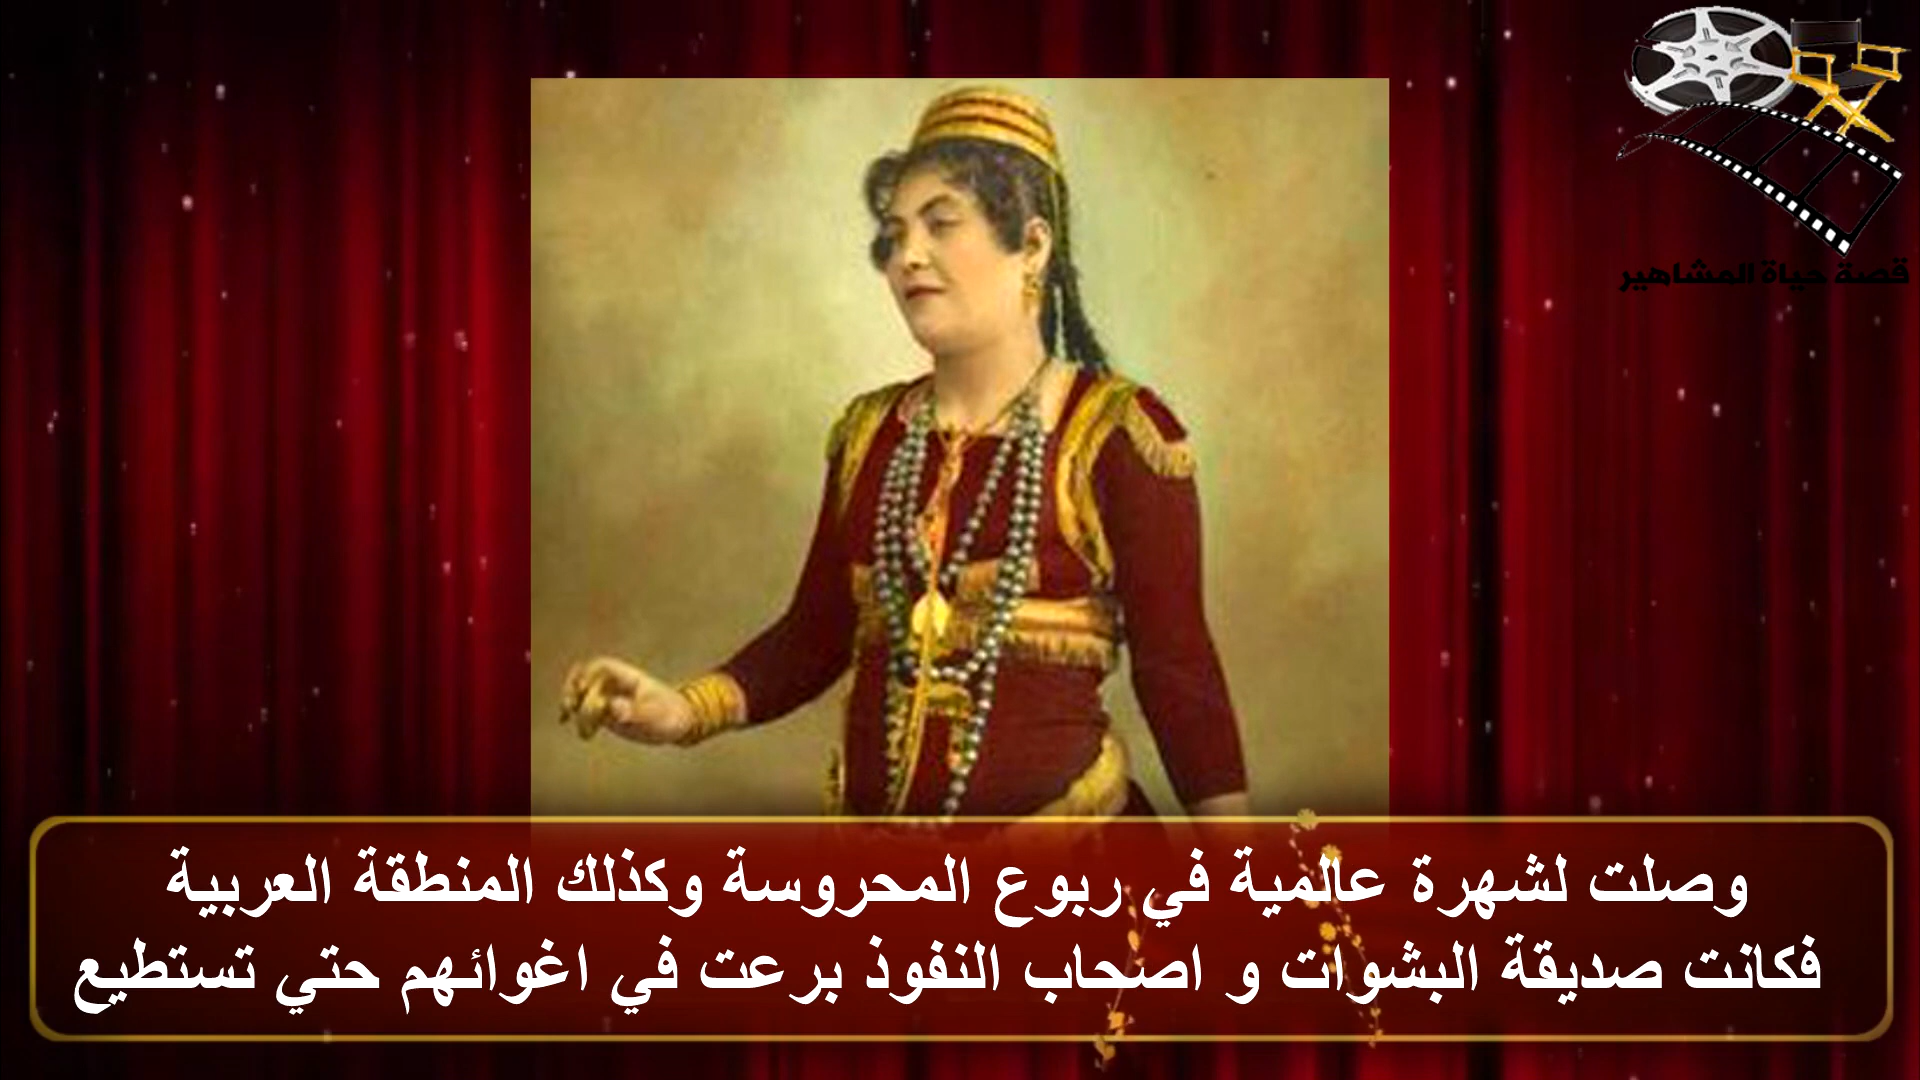 قصة حياة المشاهير
وصلت لشهرة عالمية في ربوع المحروسة وكذلك المنطقة العربية
فكانت صديقة البشوات و اصحاب النفوذ برعت في اغوائهم حتي تستطيع